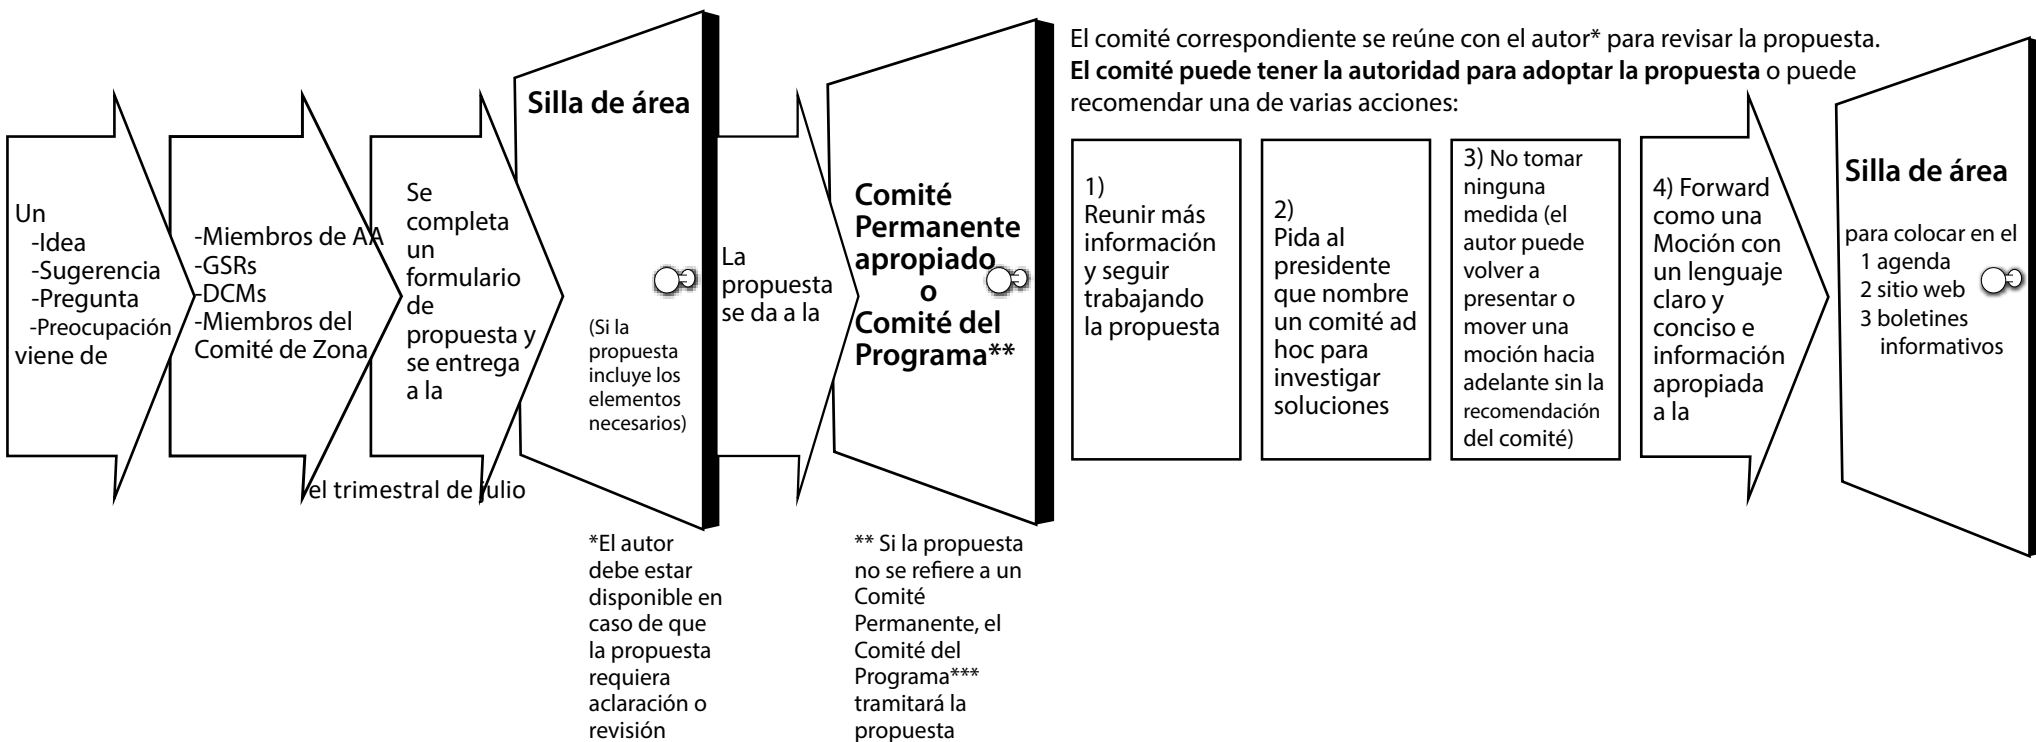 Un
-Idea
-Sugerencia
-Pregunta
-Preocupación
viene de
-Miembros de AA
-GSRs
-DCMs
-Miembros del
Comité de Zona
Se
completa
un
formulario
de
propuesta y
se entrega
a la
el trimestral de julio
Silla de área
(Si la
propuesta
incluye los
elementos
necesarios)
*El autor
debe estar
disponible en
caso de que
la propuesta
requiera
aclaración o
revisión
La
propuesta
se da a la
Comité
Permanente
apropiado
o
Comité del
Programa**
** Si la propuesta
no se refiere a un
Comité
Permanente, el
Comité del
Programa***
tramitará la
propuesta
El comité correspondiente se reúne con el autor* para revisar la propuesta.
El comité puede tener la autoridad para adoptar la propuesta o puede
recomendar una de varias acciones:
1)
Reunir más
información
y seguir
trabajando
la propuesta
2)
Pida al
presidente
que nombre
un comité ad
hoc para
investigar
soluciones
3) No tomar
ninguna
medida (el
autor puede
volver a
presentar o
mover una
moción hacia
adelante sin la
recomendación
del comité)
4) Forward
como una
Moción con
un lenguaje
claro y
conciso e
información
apropiada
a la
Silla de área
para colocar en el
1 agenda
2 sitio web
3 boletines
informativos